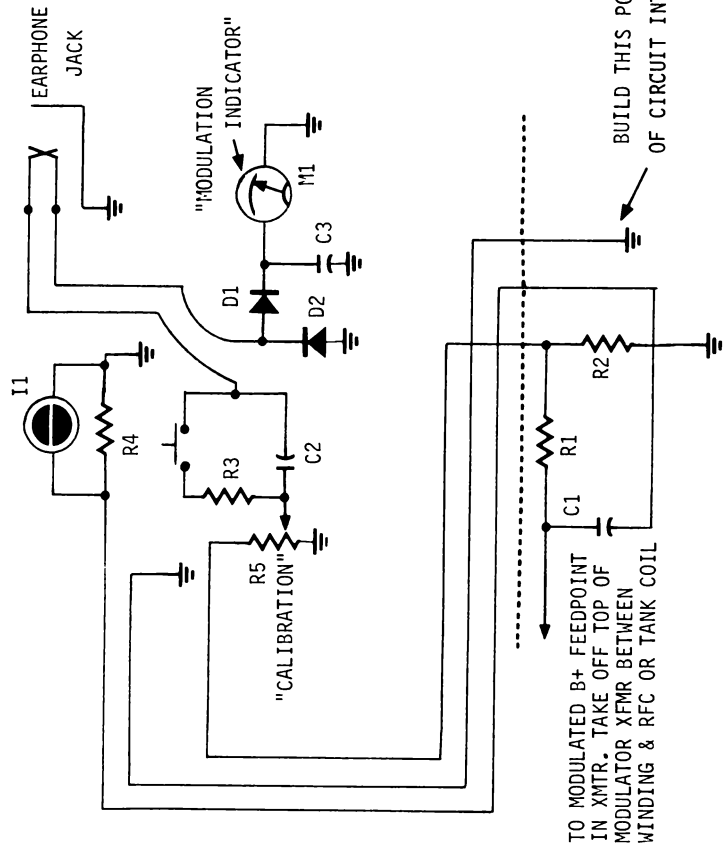 EARPHONE
JACK
I1
R4
"MODULATION
INDICATOR"
M1
D1
C3
D2
R3
C2
R5
"CALIBRATION"
BUILD THIS PO
OF CIRCUIT INT
R2
R1
C1
TO MODULATED B+ FEEDPOINT
IN XMTR. TAKE OFF TOP OF
MODULATOR XFMR BETWEEN
WINDING & RFC OR TANK COIL